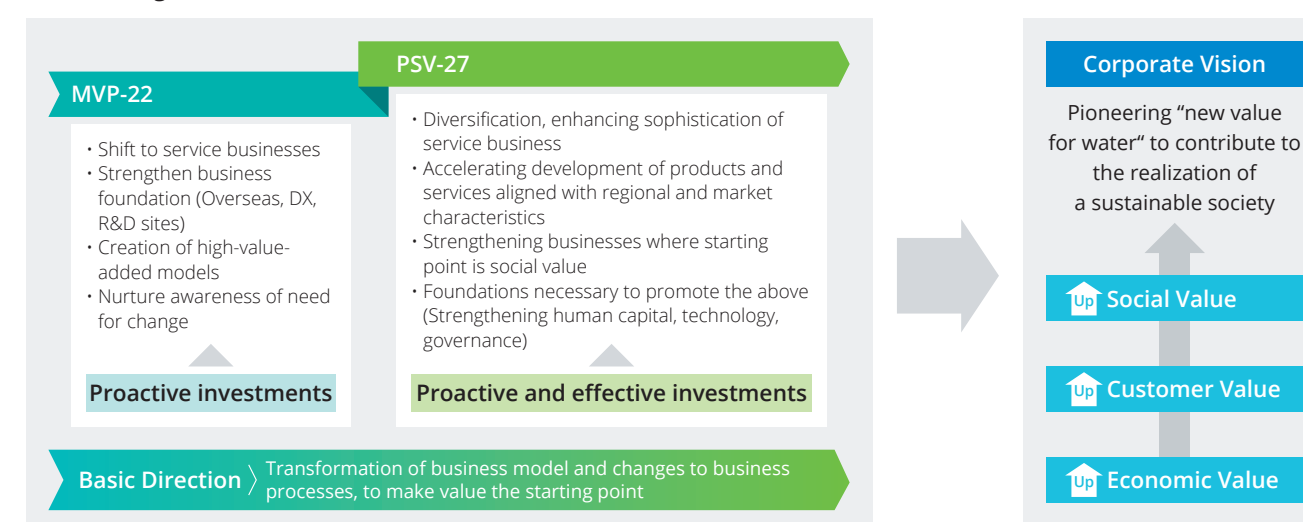 MVP-22
・Shift to service businesses
・Strengthen business
foundation (Overseas, DX,
R&D sites)
・Creation of high-value-
added models
・Nurture awareness of need
for change
Proactive investments
PSV-27
・Diversification, enhancing sophistication of
service business
・Accelerating development of products and
services aligned with regional and market
characteristics
・Strengthening businesses where starting
point is social value
・Foundations necessary to promote the above
(Strengthening human capital, technology,
governance)
Proactive and effective investments
Basic Direction
Transformation of business model and changes to business
processes, to make value the starting point
Corporate Vision
Pioneering “new value
for water“ to contribute to
the realization of
a sustainable society
Up Social Value
Up Customer Value
Up Economic Value